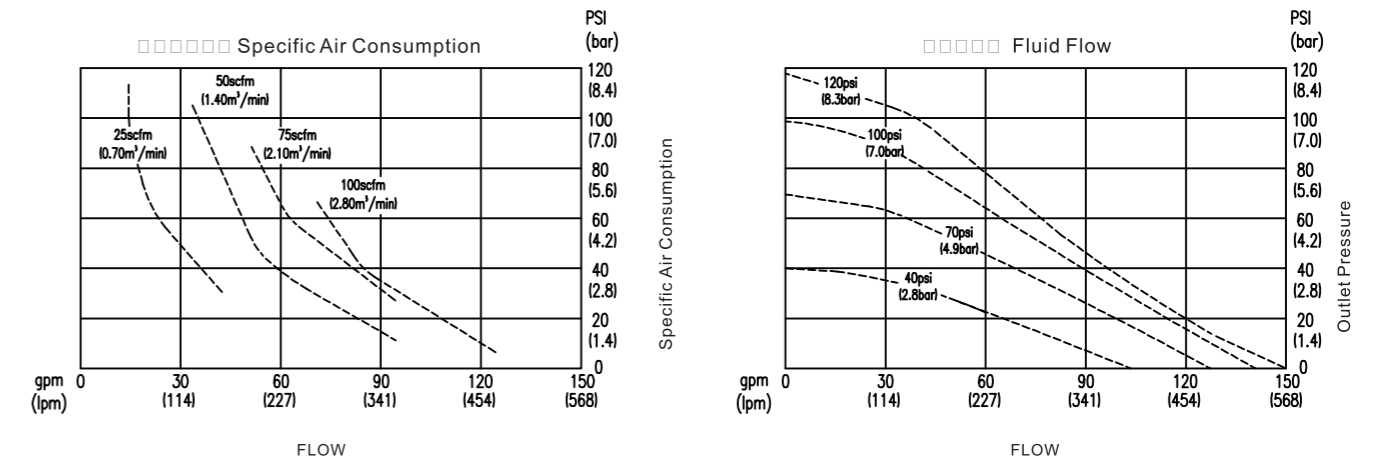 Specific Air Consumption
PSI
(bar)
120
(8.4)
100
(7.0)
80
(5.6)
60
(4.2)
40
(2.8)
20
(1.4)
0
50scfm
(1.40m³/min)
25scfm
(0.70m³/min)
75scfm
(2.10m³/min)
100scfm
(2.80m³/min)
gpm 0 30 60 90 120 150
(lpm) (114) (227) (341) (454) (568)
FLOW
Specific Air Consumption
Fluid Flow
PSI
(bar)
120
(8.4)
100
(7.0)
80
(5.6)
60
(4.2)
40
(2.8)
20
(1.4)
0
120psi
(8.3bar)
100psi
(7.0bar)
70psi
(4.9bar)
40psi
(2.8bar)
gpm 0 30 60 90 120 150
(lpm) (114) (227) (341) (454) (568)
FLOW
Outlet Pressure